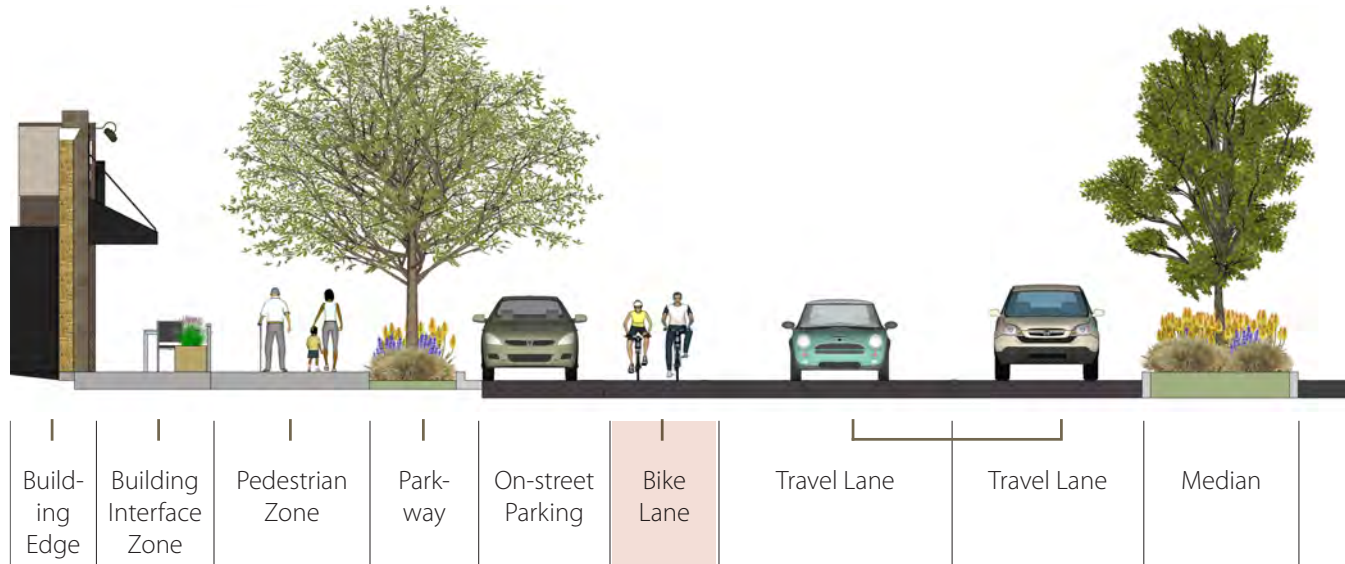 Build-
ing
Edge
Building
Interface
Zone
Pedestrian
Zone
Park-
way
On-street
Parking
Bike
Lane
Travel Lane
Travel Lane
Median